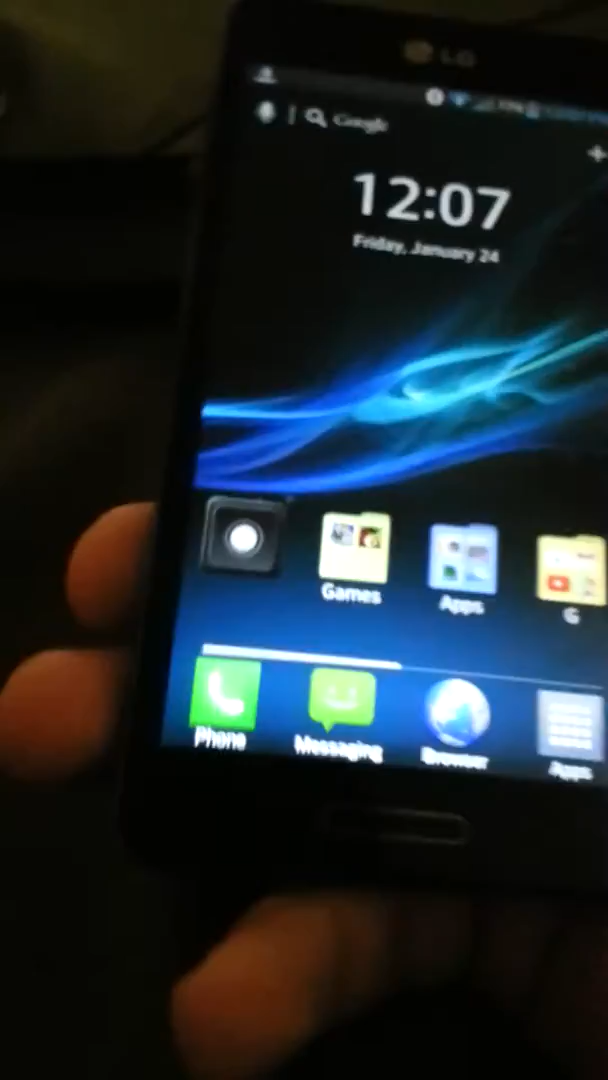 LG
Google
12:07
Friday, January 24
Games
Apps
G
Phone
Messaging
Browser
Apps